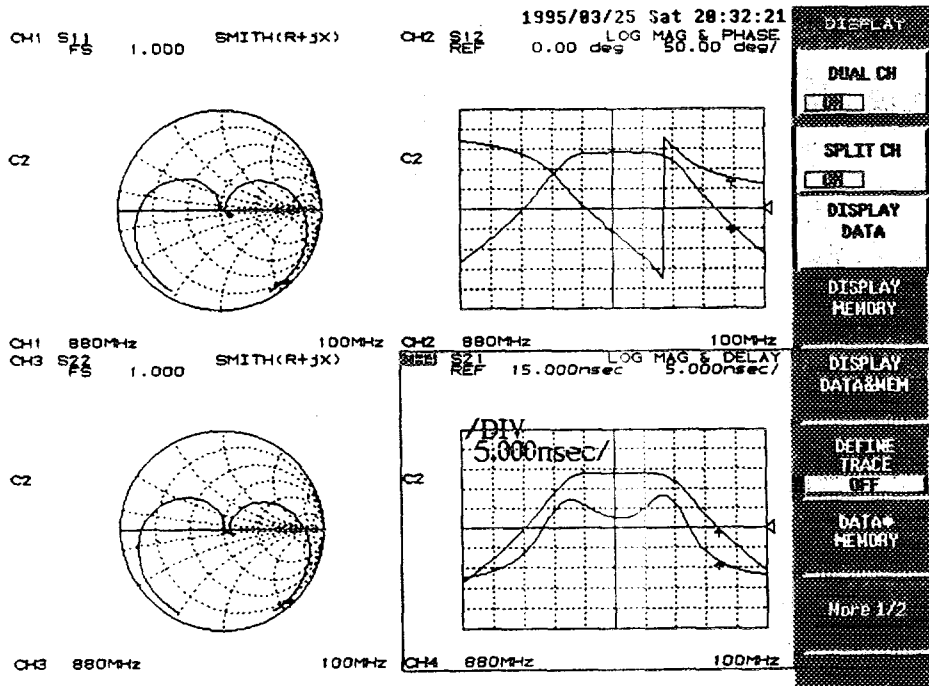 1995/03/25 Sat 20:32:21
CH1 S11 SMITH(R+jX)
FS 1.000
CH2 S12 LOG MAG & PHASE
REF 0.00 deg 50.00 deg/
C2
C2
CH1 880MHz 100MHz
CH2 880MHz 100MHz
CH3 S22 SMITH(R+jX)
FS 1.000
S21 LOG MAG & DELAY
REF 15.000nsec 5.000nsec/
/DIV
5.000nsec/
C2
C2
CH3 880MHz 100MHz
CH4 880MHz 100MHz
DISPLAY
DUAL CH
ON
SPLIT CH
ON
DISPLAY
DATA
DISPLAY
MEMORY
DISPLAY
DATA&MEM
DEFINE
TRACE
OFF
DATA*
MEMORY
More 1/2